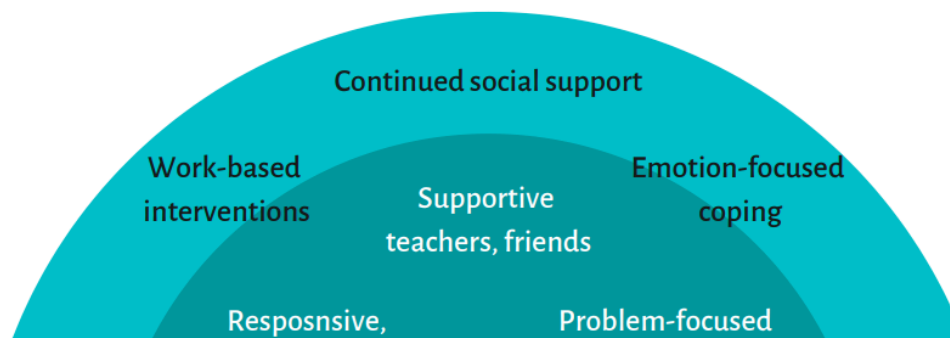 Continued social support
Work-based
interventions
Emotion-focused
coping
Supportive
teachers, friends
Resposnsive,
Problem-focused